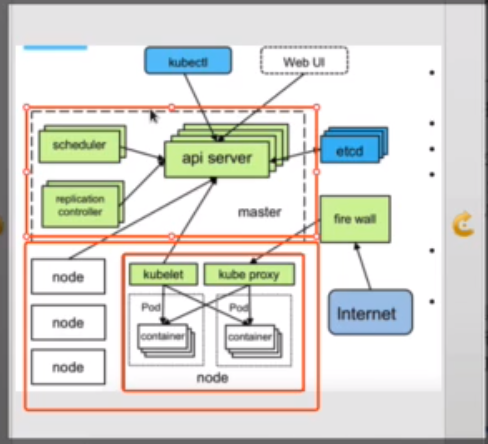 kubectl
Web UI
scheduler
api server
etcd
replication
controller
master
fire wall
node
kubelet
kube proxy
node
Pod
Pod
container
container
Internet
node
node